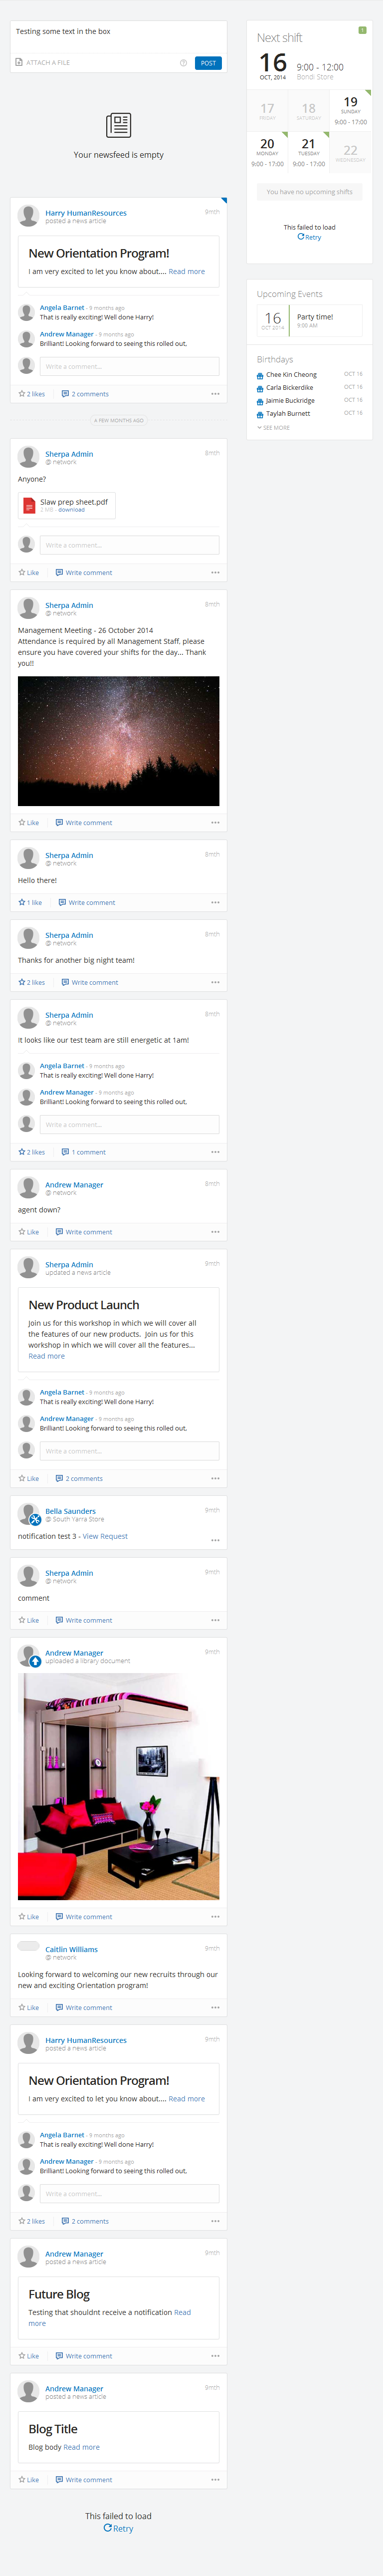 Testing some text in the box
ATTACH A FILE
POST
Your newsfeed is empty
Harry HumanResources
9mth
posted a news article
New Orientation Program!
I am very excited to let you know about.... Read more
Angela Barnet - 9 months ago
That is really exciting! Well done Harry!
Andrew Manager - 9 months ago
Brilliant! Looking forward to seeing this rolled out.
Write a comment...
2 likes
2 comments
A FEW MONTHS AGO
Sherpa Admin
8mth
@ network
Anyone?
Slaw prep sheet.pdf
2 MB - download
Write a comment...
Like
Write comment
Sherpa Admin
8mth
@ network
Management Meeting - 26 October 2014
Attendance is required by all Management Staff, please
ensure you have covered your shifts for the day... Thank
you!!
Like
Write comment
Sherpa Admin
8mth
@ network
Hello there!
1 like
Write comment
Sherpa Admin
8mth
@ network
Thanks for another big night team!
2 likes
Write comment
Sherpa Admin
8mth
@ network
It looks like our test team are still energetic at 1am!
Angela Barnet - 9 months ago
That is really exciting! Well done Harry!
Andrew Manager - 9 months ago
Brilliant! Looking forward to seeing this rolled out.
Write a comment...
2 likes
1 comment
Andrew Manager
8mth
@ network
agent down?
Like
Write comment
Sherpa Admin
9mth
updated a news article
New Product Launch
Join us for this workshop in which we will cover all
the features of our new products. Join us for this
workshop in which we will cover all the features...
Read more
Angela Barnet - 9 months ago
That is really exciting! Well done Harry!
Andrew Manager - 9 months ago
Brilliant! Looking forward to seeing this rolled out.
Write a comment...
Like
2 comments
Bella Saunders
9mth
@ South Yarra Store
notification test 3 - View Request
Sherpa Admin
9mth
@ network
comment
Like
Write comment
Andrew Manager
9mth
uploaded a library document
Like
Write comment
Caitlin Williams
9mth
@ network
Looking forward to welcoming our new recruits through our
new and exciting Orientation program!
Like
Write comment
Harry HumanResources
9mth
posted a news article
New Orientation Program!
I am very excited to let you know about.... Read more
Angela Barnet - 9 months ago
That is really exciting! Well done Harry!
Andrew Manager - 9 months ago
Brilliant! Looking forward to seeing this rolled out.
Write a comment...
2 likes
2 comments
Andrew Manager
9mth
posted a news article
Future Blog
Testing that shouldnt receive a notification Read
more
Like
Write comment
Andrew Manager
9mth
posted a news article
Blog Title
Blog body Read more
Like
Write comment
This failed to load
Retry
Next shift
16
OCT, 2014
9:00 - 12:00
Bondi Store
17
FRIDAY
18
SATURDAY
19
SUNDAY
9:00 - 17:00
20
MONDAY
9:00 - 17:00
21
TUESDAY
9:00 - 17:00
22
WEDNESDAY
You have no upcoming shifts
This failed to load
Retry
Upcoming Events
16
OCT 2014
Party time!
9:00 AM
Birthdays
Chee Kin Cheong
OCT 16
Carla Bickerdike
OCT 16
Jaimie Buckridge
OCT 16
Taylah Burnett
OCT 16
SEE MORE